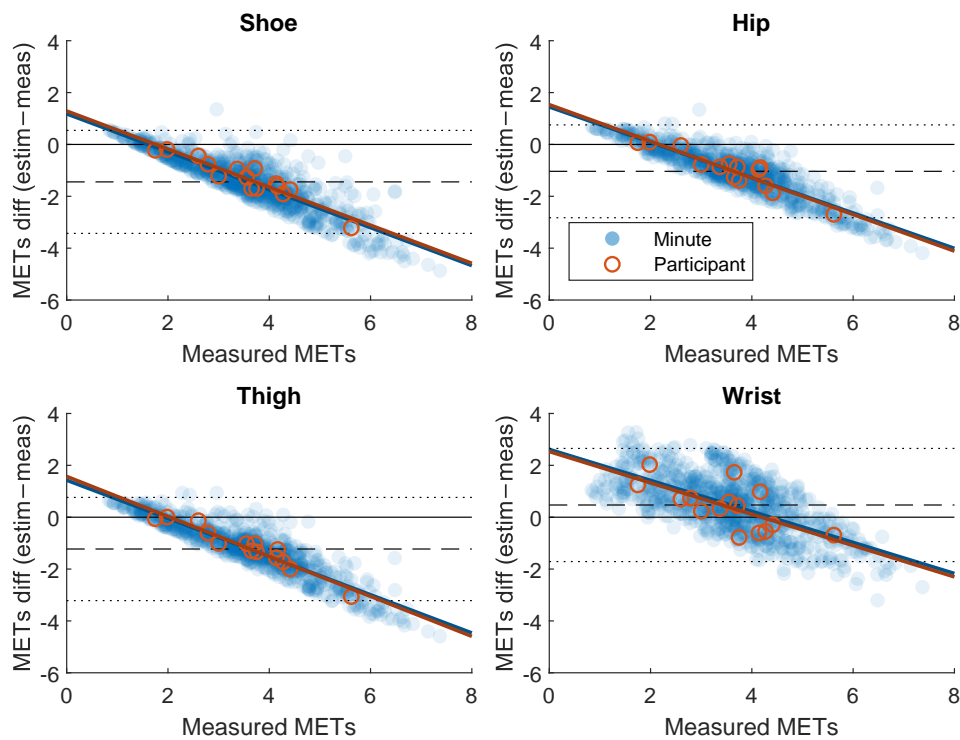 Shoe
METs diff (estim−meas)
4
2
0
-2
-4
-6
0 2 4 6 8
Measured METs
Hip
METs diff (estim−meas)
4
2
0
-2
-4
-6
Minute
Participant
0 2 4 6 8
Measured METs
Thigh
METs diff (estim−meas)
4
2
0
-2
-4
-6
0 2 4 6 8
Measured METs
Wrist
METs diff (estim−meas)
4
2
0
-2
-4
-6
0 2 4 6 8
Measured METs